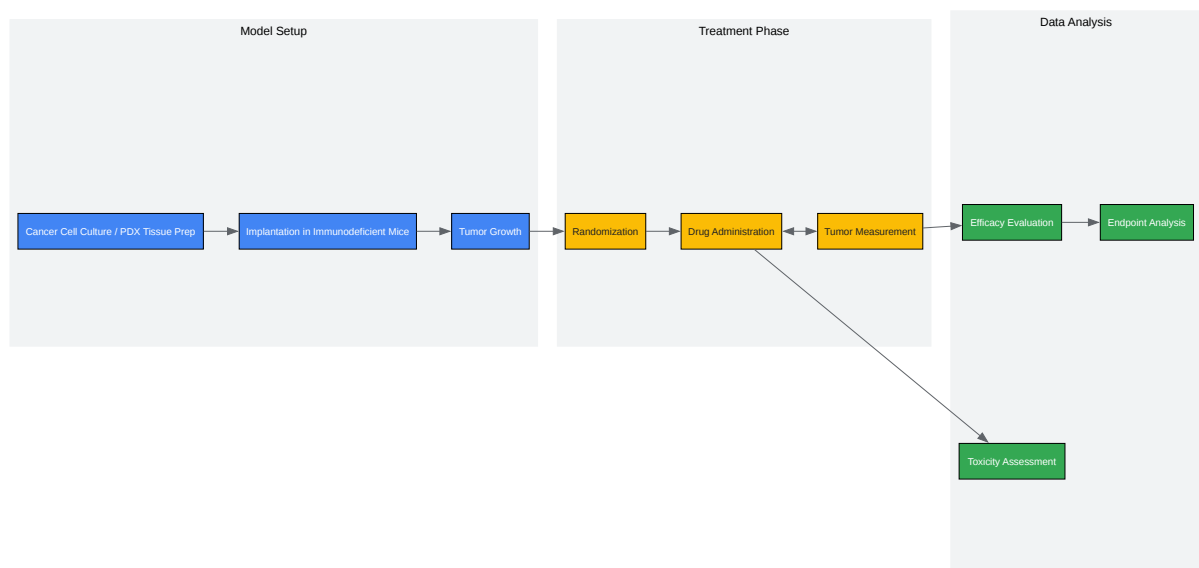 Model Setup
Treatment Phase
Data Analysis
Cancer Cell Culture / PDX Tissue Prep
Implantation in Immunodeficient Mice
Tumor Growth
Randomization
Drug Administration
Tumor Measurement
Efficacy Evaluation
Endpoint Analysis
Toxicity Assessment